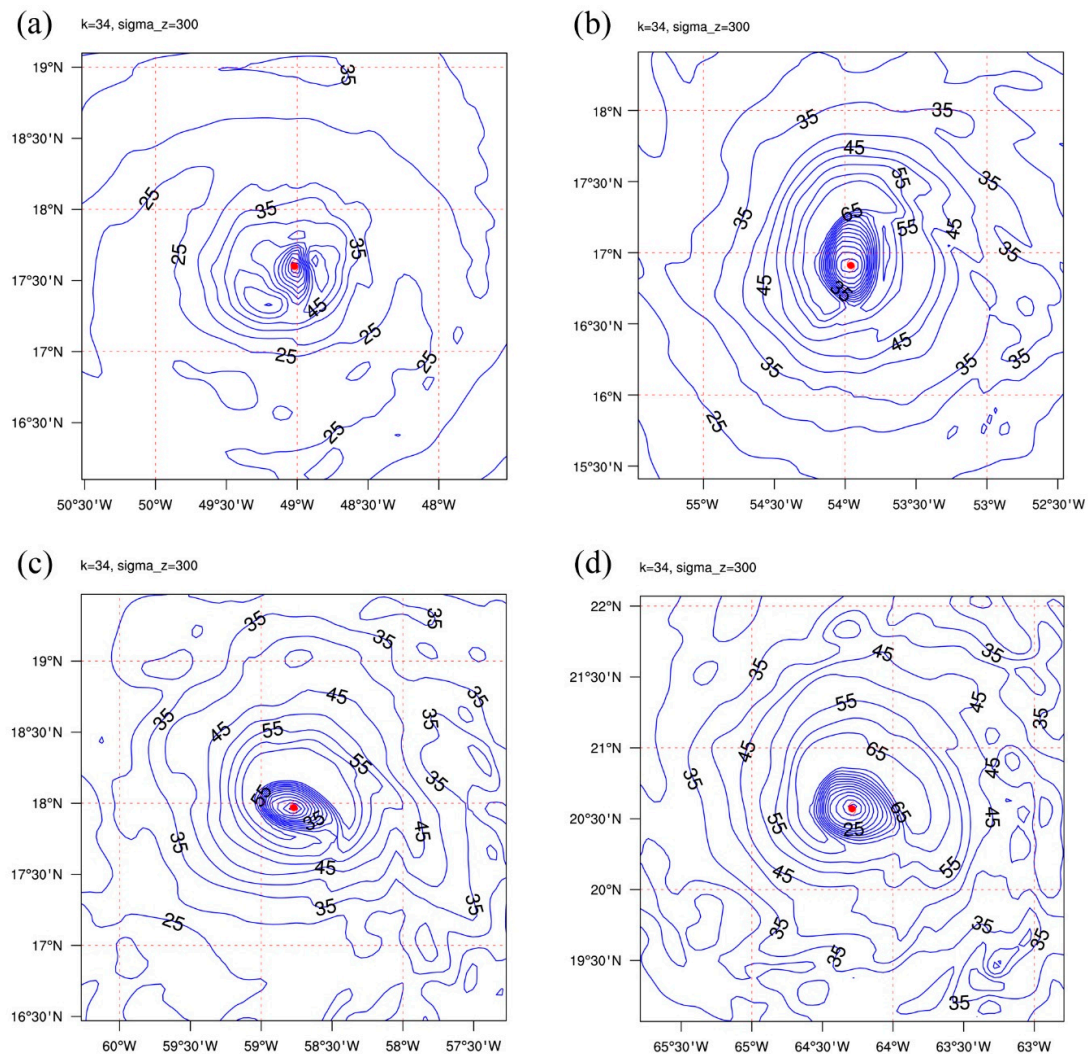 (a)
k=34, sigma_z=300
19°N
18°30'N
18°N
17°30'N
17°N
16°30'N
50°30'W 50°W 49°30'W 49°W 48°30'W 48°W
35
25
35
35
25
45
25
25
25
25
(b)
k=34, sigma_z=300
18°N
17°30'N
17°N
16°30'N
16°N
15°30'N
55°W 54°30'W 54°W 53°30'W 53°W 52°30'W
35
35
45
55
35
65
35
55
45
35
45
35
45
35
35
35
25
(c)
k=34, sigma_z=300
19°N
18°30'N
18°N
17°30'N
17°N
16°30'N
60°W 59°30'W 59°W 58°30'W 58°W 57°30'W
35
35
35
45
35
35
45
55
35
55
35
55
35
35
45
45
35
35
25
(d)
k=34, sigma_z=300
22°N
21°30'N
21°N
20°30'N
20°N
19°30'N
65°30'W 65°W 64°30'W 64°W 63°30'W 63°W
45
35
35
45
55
35
45
65
45
35
65
45
55
25
45
55
35
35
35
35
35